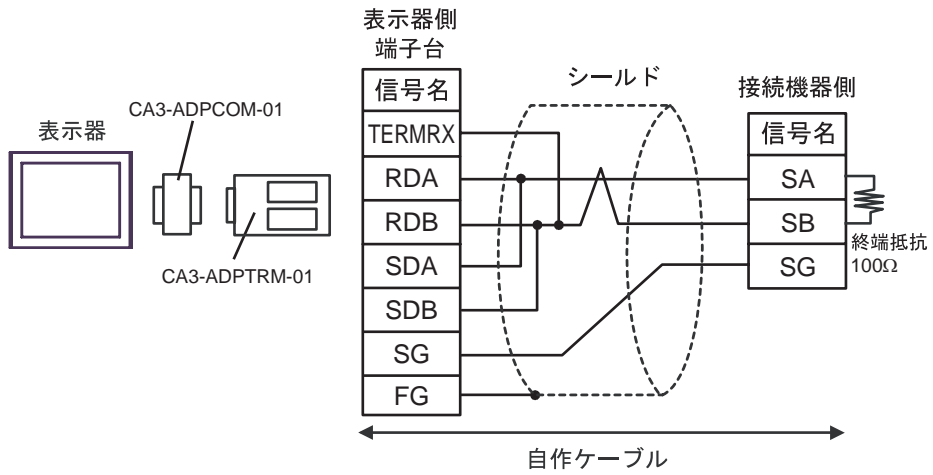 表示器
CA3-ADPCOM-01
CA3-ADPTRM-01
表示器側
端子台
信号名
TERMRX
RDA
RDB
SDA
SDB
SG
FG
シールド
接続機器側
信号名
SA
SB
SG
終端抵抗
100Ω
自作ケーブル